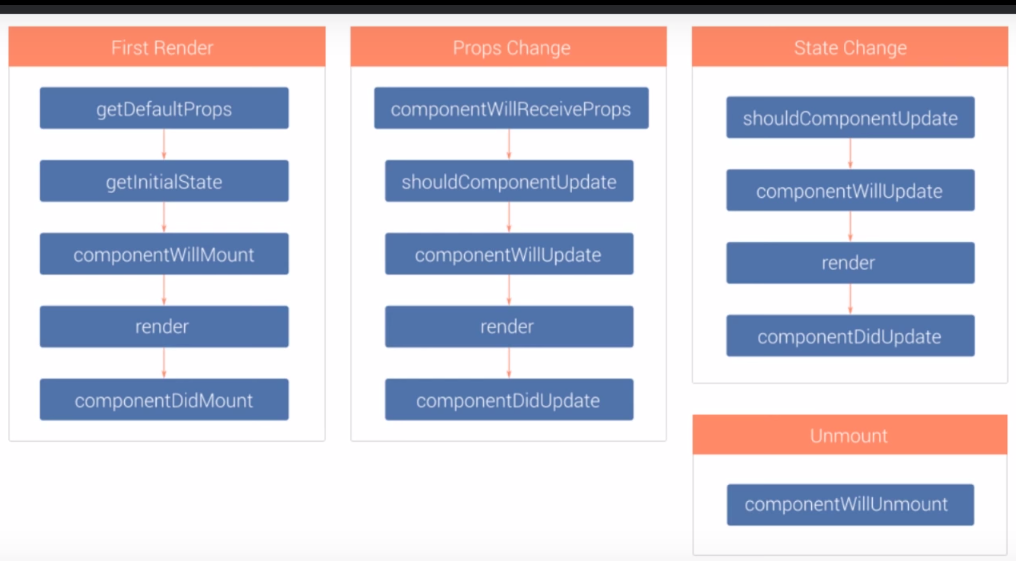 First Render
getDefaultProps
getInitialState
componentWillMount
render
componentDidMount
Props Change
componentWillReceiveProps
shouldComponentUpdate
componentWillUpdate
render
componentDidUpdate
State Change
shouldComponentUpdate
componentWillUpdate
render
componentDidUpdate
Unmount
componentWillUnmount